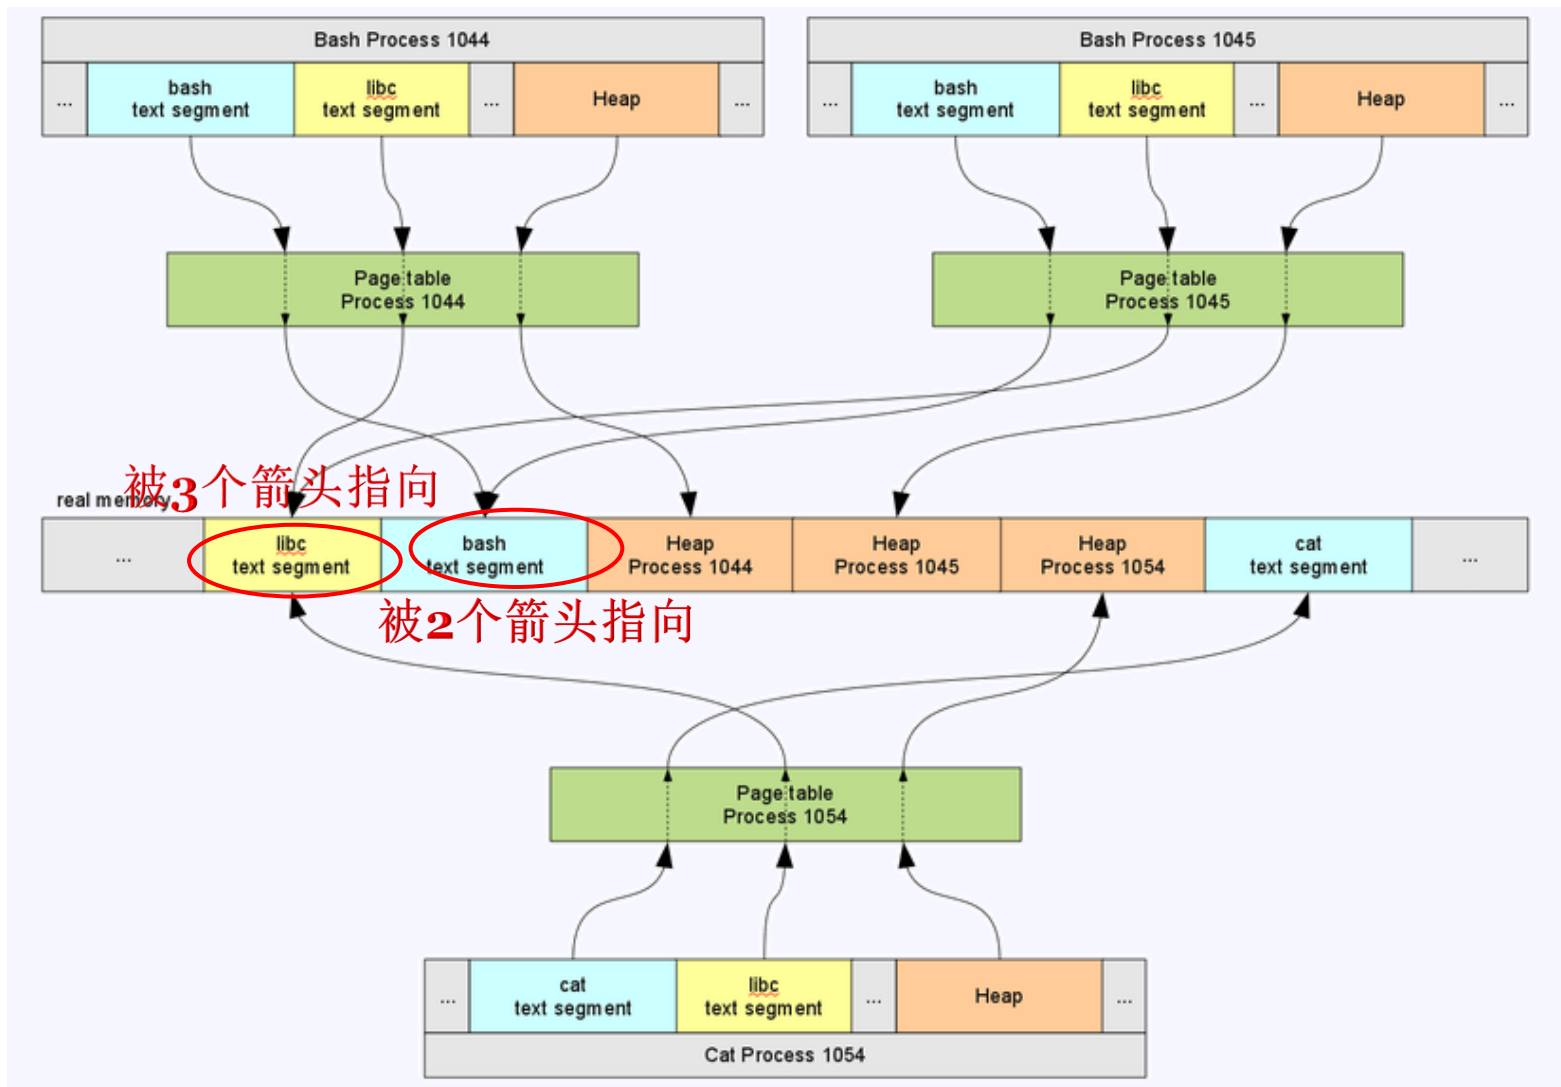 Bash Process 1044
Bash Process 1045
...
bash
text segment
libc
text segment
...
Heap
...
...
bash
text segment
libc
text segment
...
Heap
...
Page table
Process 1044
Page table
Process 1045
被3个箭头指向
real memory
...
libc
text segment
bash
text segment
Heap
Process 1044
Heap
Process 1045
Heap
Process 1054
cat
text segment
...
被2个箭头指向
Page table
Process 1054
...
cat
text segment
libc
text segment
...
Heap
...
Cat Process 1054